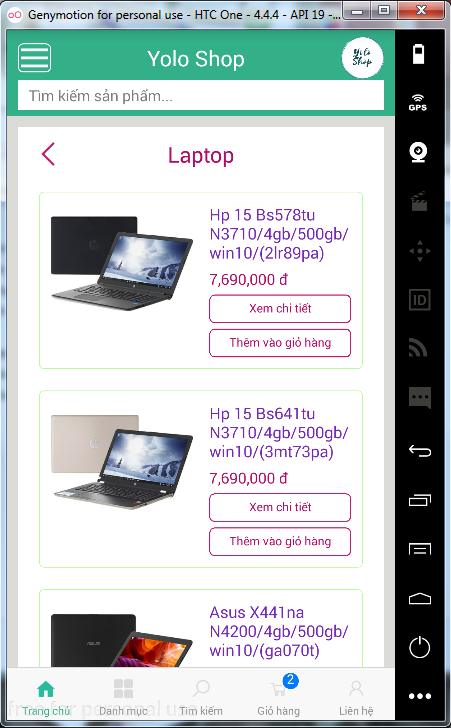 Genymotion for personal use - HTC One - 4.4.4 - API 19 -...
Yolo Shop
Yolo Shop
Tìm kiếm sản phẩm...
Laptop
Hp 15 Bs578tu
N3710/4gb/500gb/
win10/(2lr89pa)
7,690,000 đ
Xem chi tiết
Thêm vào giỏ hàng
Hp 15 Bs641tu
N3710/4gb/500gb/
win10/(3mt73pa)
7,690,000 đ
Xem chi tiết
Thêm vào giỏ hàng
Asus X441na
N4200/4gb/500gb/
win10/(ga070t)
2
Trang chủ
Danh mục
Tìm kiếm
Giỏ hàng
Liên hệ
free for personal use
GPS
ID